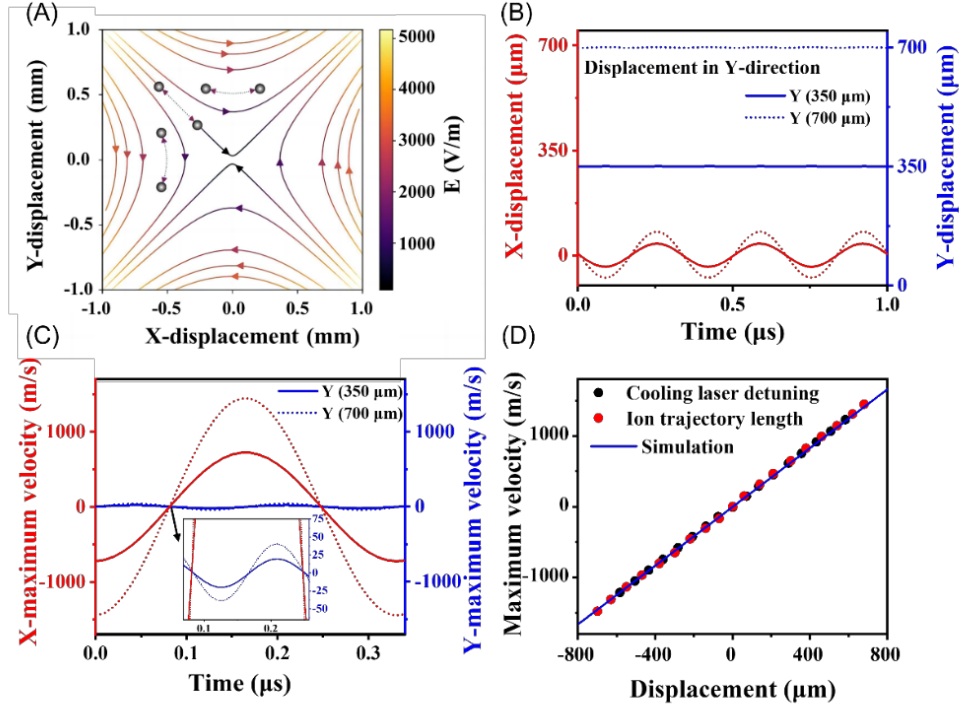 (A)
1.0
0.5
0.0
-0.5
-1.0
-1.0 -0.5 0.0 0.5 1.0
Y-displacement (mm)
X-displacement (mm)
5000
4000
3000
2000
1000
E (V/m)
(B)
700
350
0
X-displacement (μm)
Displacement in Y-direction
Y (350 μm)
Y (700 μm)
700
350
0
Y-displacement (μm)
0.0 0.5 1.0
Time (μs)
(C)
1000
0
-1000
X-maximum velocity (m/s)
Y (350 μm)
Y (700 μm)
75
50
25
0
-25
-50
0.1 0.2
1000
0
-1000
Y-maximum velocity (m/s)
0.0 0.1 0.2 0.3
Time (μs)
(D)
1000
0
-1000
Maximum velocity (m/s)
Cooling laser detuning
Ion trajectory length
Simulation
-800 -400 0 400 800
Displacement (μm)